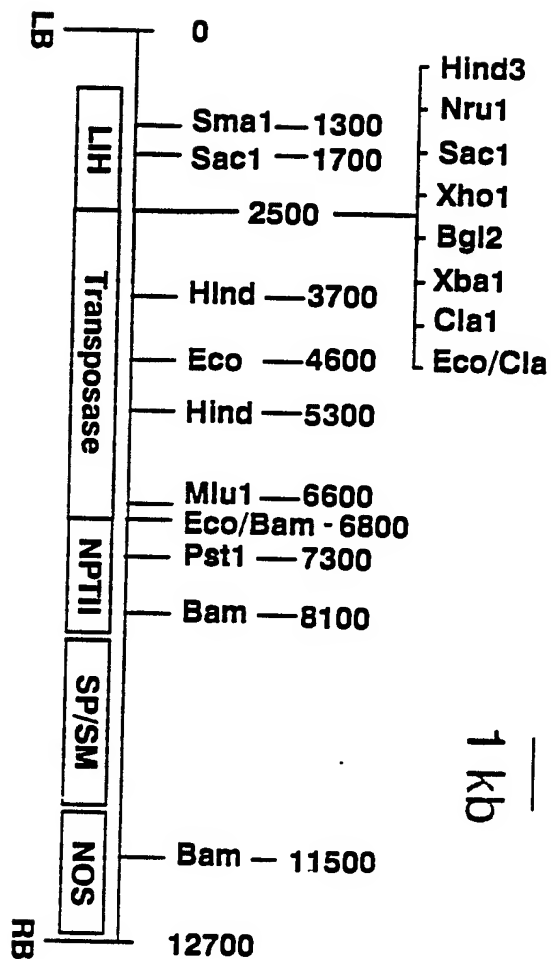 LB
0
LIH
Sma1 — 1300
Sac1 — 1700
2500
Hind3
Nru1
Sac1
Xho1
Bgl2
Xba1
Cla1
Eco/Cla
Transposase
Hind — 3700
Eco — 4600
Hind — 5300
Mlu1 — 6600
Eco/Bam - 6800
NPTII
Pst1 — 7300
Bam — 8100
SP/SM
NOS
Bam — 11500
RB
12700
1 kb